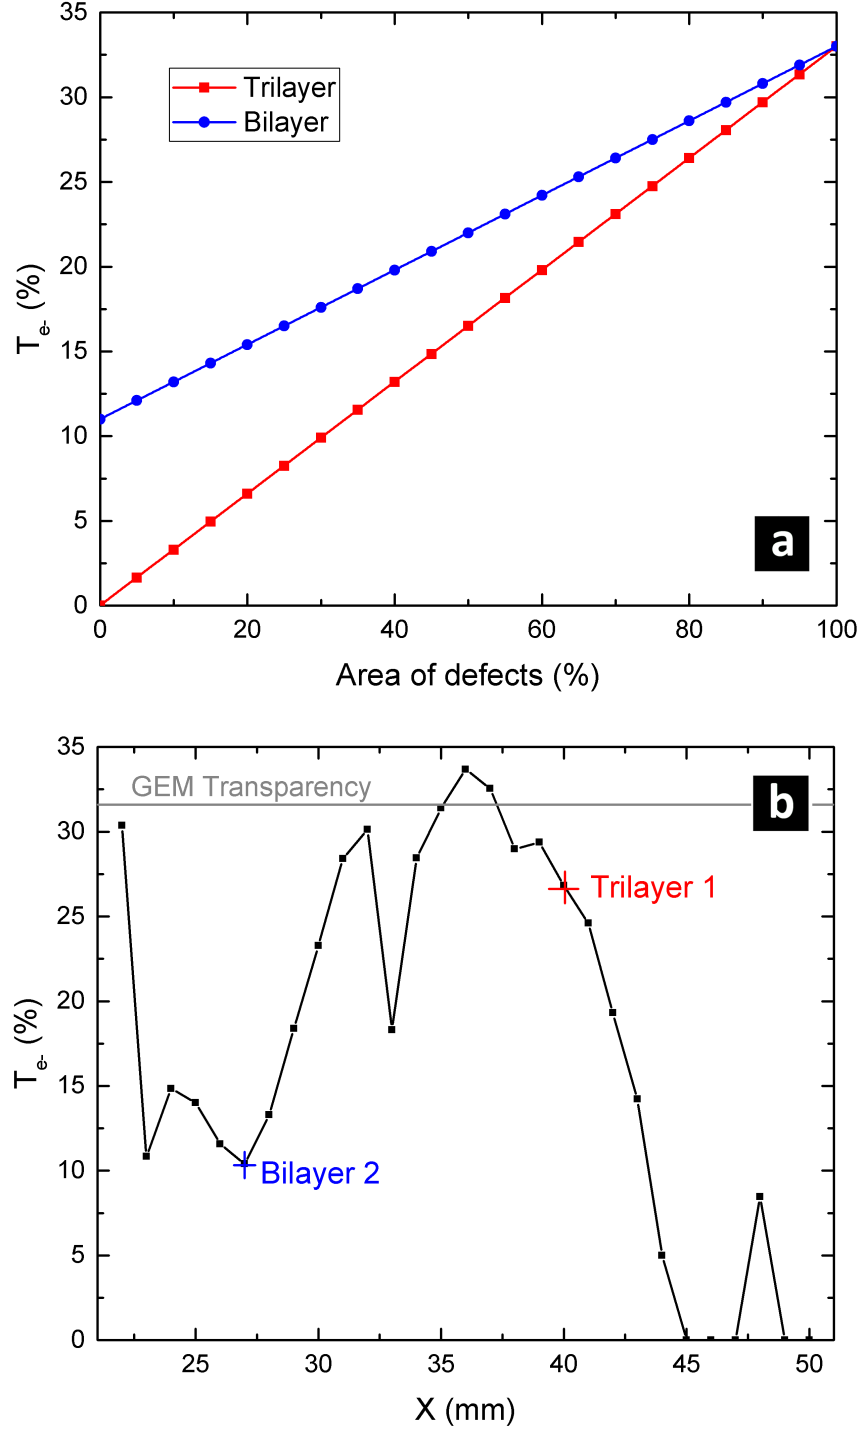 35
30
25
20
15
10
5
0
T_e- (%)
Trilayer
Bilayer
a
0 20 40 60 80 100
Area of defects (%)
35
30
25
20
15
10
5
0
T_e- (%)
GEM Transparency
b
Trilayer 1
Bilayer 2
25 30 35 40 45 50
X (mm)